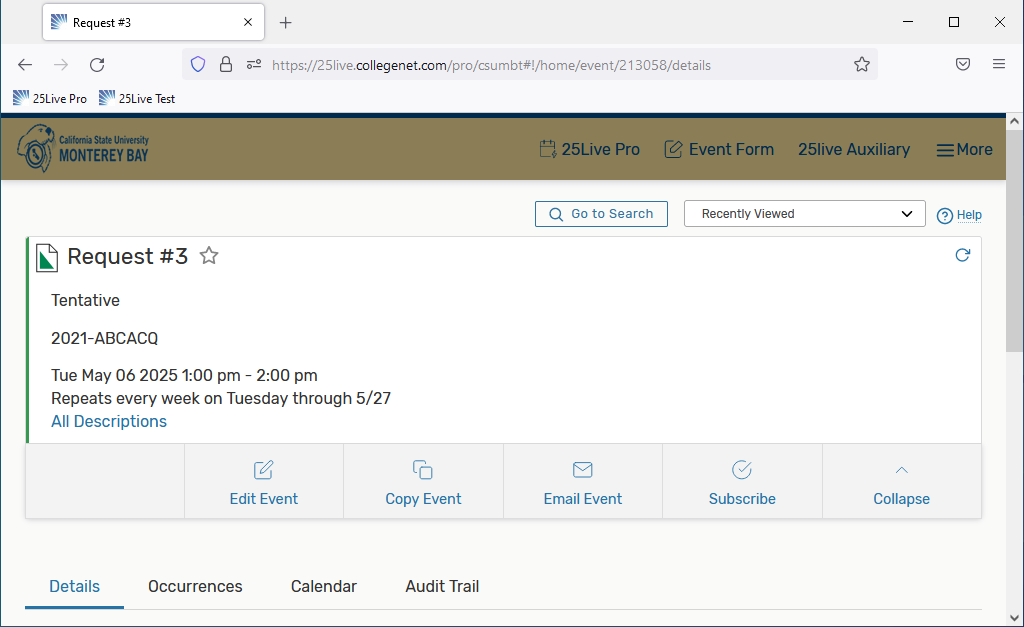 Request #3
https://25live.collegenet.com/pro/csumbt#!/home/event/213058/details
25Live Pro
25Live Test
California State University
MONTEREY BAY
25Live Pro
Event Form
25live Auxiliary
More
Go to Search
Recently Viewed
Help
Request #3
Tentative
2021-ABCACQ
Tue May 06 2025 1:00 pm - 2:00 pm
Repeats every week on Tuesday through 5/27
All Descriptions
Edit Event
Copy Event
Email Event
Subscribe
Collapse
Details
Occurrences
Calendar
Audit Trail